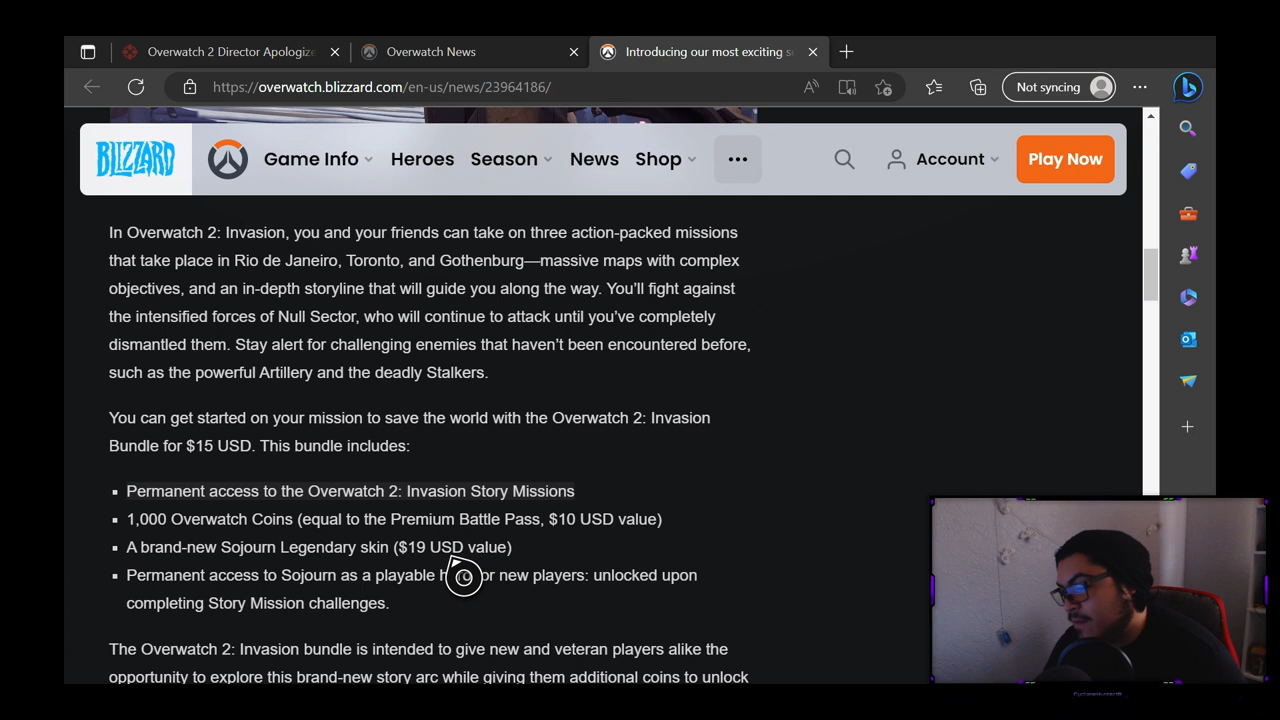 Overwatch 2 Director Apologize
Overwatch News
Introducing our most exciting s
https://overwatch.blizzard.com/en-us/news/23964186/
Not syncing
BLIZZARD
Game Info
Heroes
Season
News
Shop
Account
Play Now
In Overwatch 2: Invasion, you and your friends can take on three action-packed missions
that take place in Rio de Janeiro, Toronto, and Gothenburg—massive maps with complex
objectives, and an in-depth storyline that will guide you along the way. You’ll fight against
the intensified forces of Null Sector, who will continue to attack until you’ve completely
dismantled them. Stay alert for challenging enemies that haven’t been encountered before,
such as the powerful Artillery and the deadly Stalkers.
You can get started on your mission to save the world with the Overwatch 2: Invasion
Bundle for $15 USD. This bundle includes:
Permanent access to the Overwatch 2: Invasion Story Missions
1,000 Overwatch Coins (equal to the Premium Battle Pass, $10 USD value)
A brand-new Sojourn Legendary skin ($19 USD value)
Permanent access to Sojourn as a playable h or new players: unlocked upon
completing Story Mission challenges.
The Overwatch 2: Invasion bundle is intended to give new and veteran players alike the
opportunity to explore this brand-new story arc while giving them additional coins to unlock